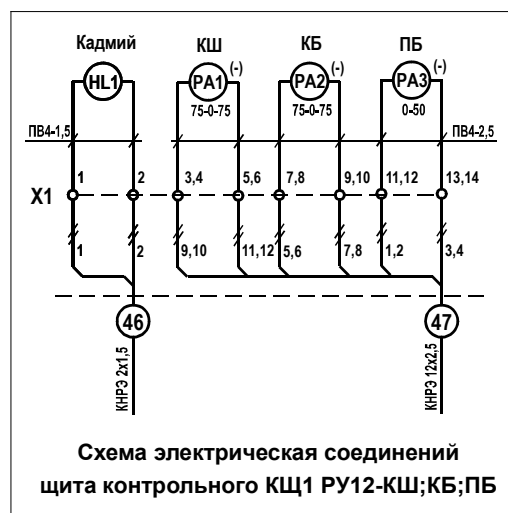 Кадмий КШ КБ ПБ
HL1 PA1 (-) PA2 (-) PA3 (-)
75-0-75 75-0-75 0-50
ПВ4-1,5 ПВ4-2,5
1 2 3,4 5,6 7,8 9,10 11,12 13,14
X1
1 2 9,10 11,12 5,6 7,8 1,2 3,4
46 47
КНРЭ 2x1,5 КНРЭ 12x2,5
Схема электрическая соединений
щита контрольного КЩ1 РУ12-КШ;КБ;ПБ